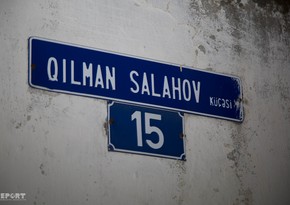 QILMAN SALAHOV KÜÇƏSİ
15
REPORT